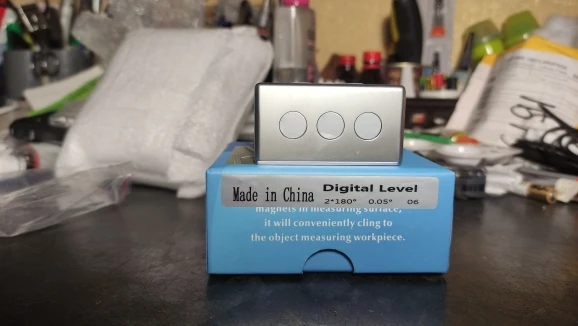 Made in China
Digital Level
2*180° 0.05° 06
magnets in measuring surface,
it will conveniently cling to
the object measuring workpiece.